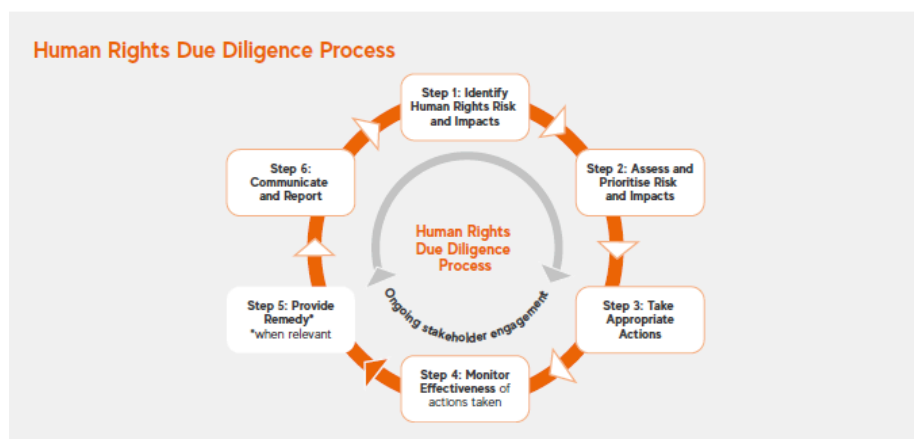 Human Rights Due Diligence Process
Step 1: Identify
Human Rights Risk
and Impacts
Step 2: Assess and
Prioritise Risk
and Impacts
Step 3: Take
Appropriate
Actions
Step 4: Monitor
Effectiveness of
actions taken
Step 5: Provide
Remedy*
*when relevant
Step 6:
Communicate
and Report
Human Rights
Due Diligence
Process
Ongoing stakeholder engagement